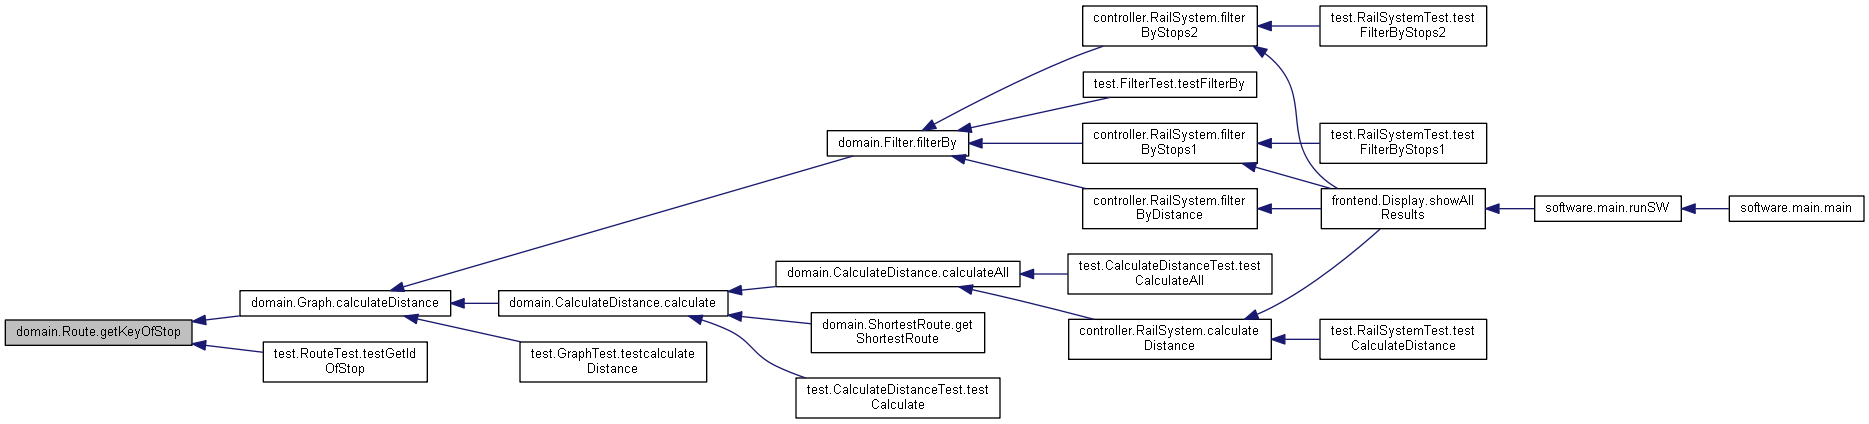 controller.RailSystem.filter
ByStops2
test.RailSystemTest.test
FilterByStops2
test.FilterTest.testFilterBy
domain.Filter.filterBy
controller.RailSystem.filter
ByStops1
test.RailSystemTest.test
FilterByStops1
controller.RailSystem.filter
ByDistance
frontend.Display.showAll
Results
software.main.runSW
software.main.main
domain.CalculateDistance.calculateAll
test.CalculateDistanceTest.test
CalculateAll
domain.Graph.calculateDistance
domain.CalculateDistance.calculate
domain.Route.getKeyOfStop
domain.ShortestRoute.get
ShortestRoute
controller.RailSystem.calculate
Distance
test.RailSystemTest.test
CalculateDistance
test.RouteTest.testGetId
OfStop
test.GraphTest.testcalculate
Distance
test.CalculateDistanceTest.test
Calculate